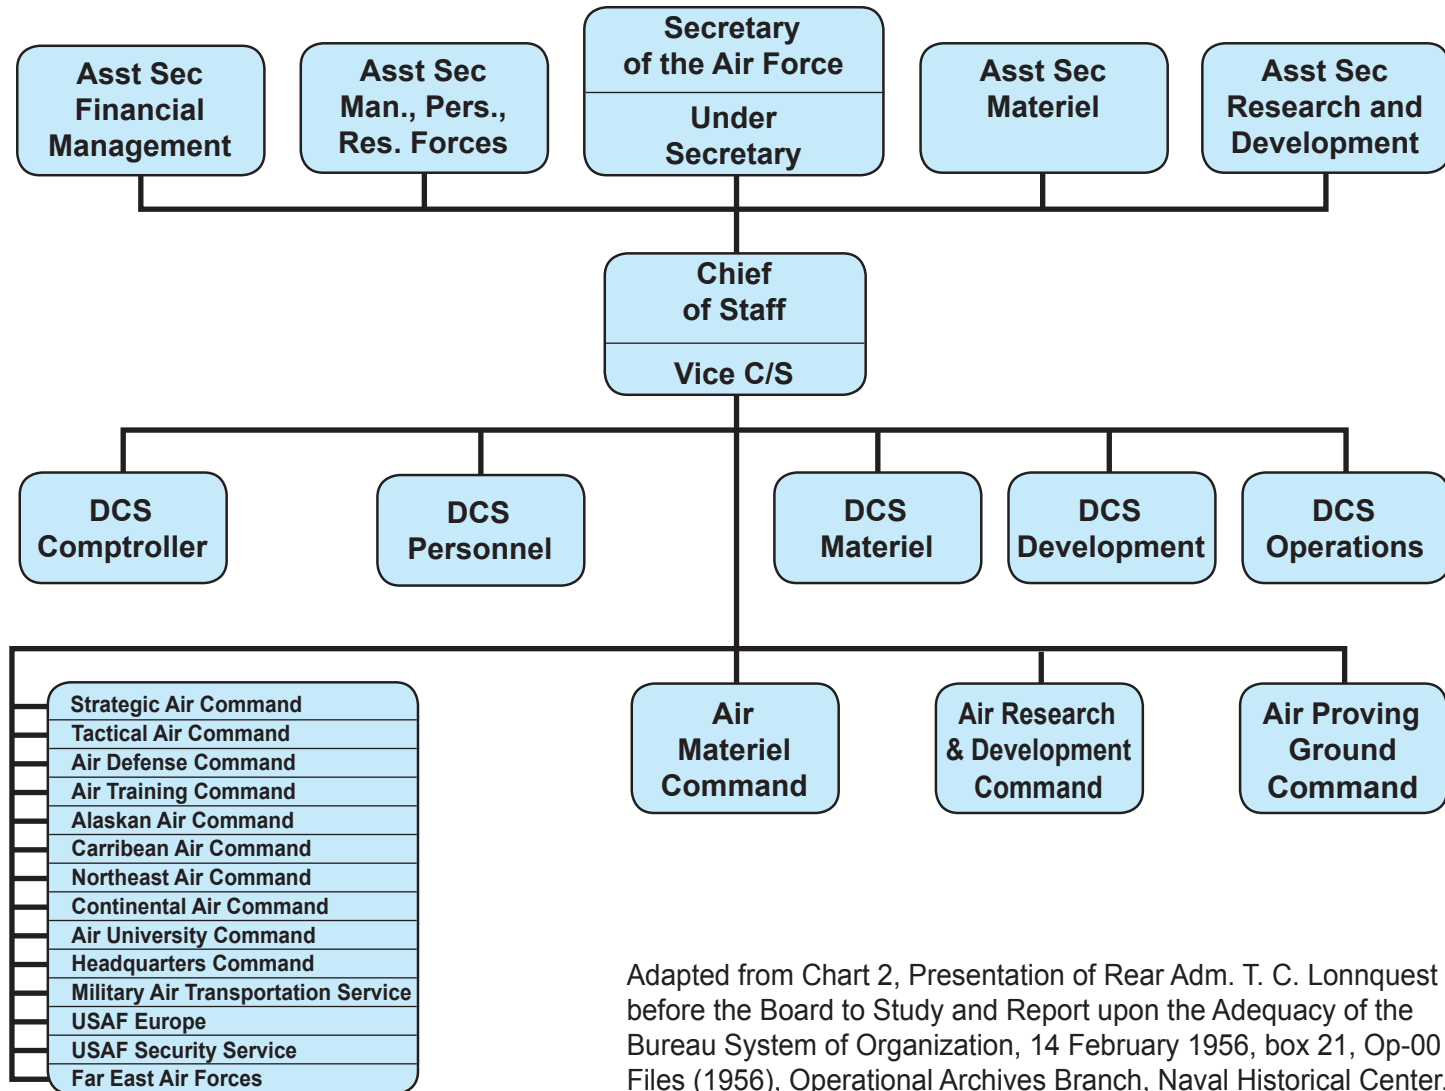 Asst Sec
Financial
Management
Asst Sec
Man., Pers.,
Res. Forces
Secretary
of the Air Force
Under
Secretary
Asst Sec
Materiel
Asst Sec
Research and
Development
Chief
of Staff
Vice C/S
DCS
Comptroller
DCS
Personnel
DCS
Materiel
DCS
Development
DCS
Operations
Strategic Air Command
Tactical Air Command
Air Defense Command
Air Training Command
Alaskan Air Command
Carribean Air Command
Northeast Air Command
Continental Air Command
Air University Command
Headquarters Command
Military Air Transportation Service
USAF Europe
USAF Security Service
Far East Air Forces
Air
Materiel
Command
Air Research
& Development
Command
Air Proving
Ground
Command
Adapted from Chart 2, Presentation of Rear Adm. T. C. Lonnquest
before the Board to Study and Report upon the Adequacy of the
Bureau System of Organization, 14 February 1956, box 21, Op-00
Files (1956), Operational Archives Branch, Naval Historical Center.